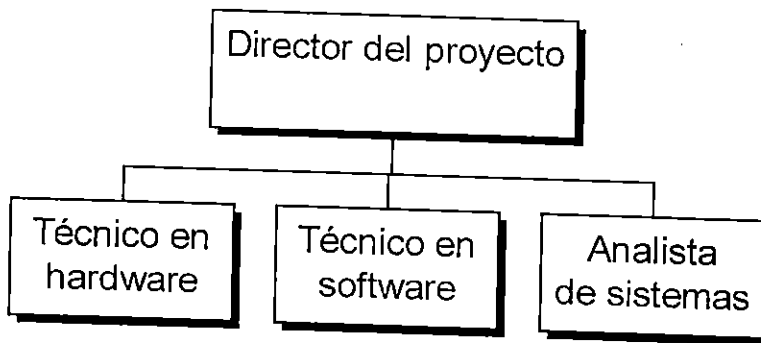 Director del proyecto
Técnico en
hardware
Técnico en
software
Analista
de sistemas